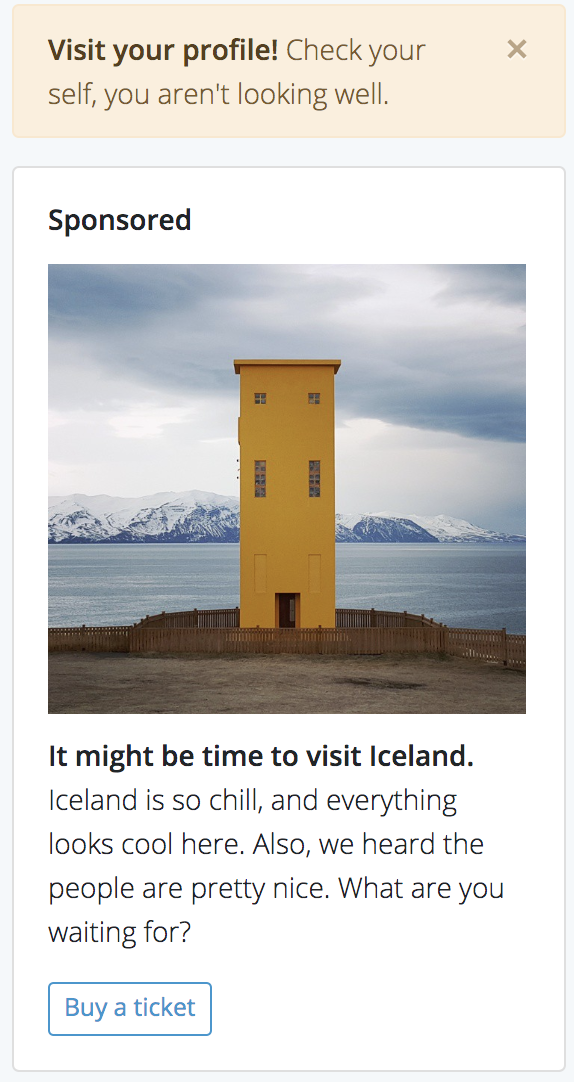 Visit your profile! Check your
self, you aren't looking well.
×
Sponsored
It might be time to visit Iceland.
Iceland is so chill, and everything
looks cool here. Also, we heard the
people are pretty nice. What are you
waiting for?
Buy a ticket